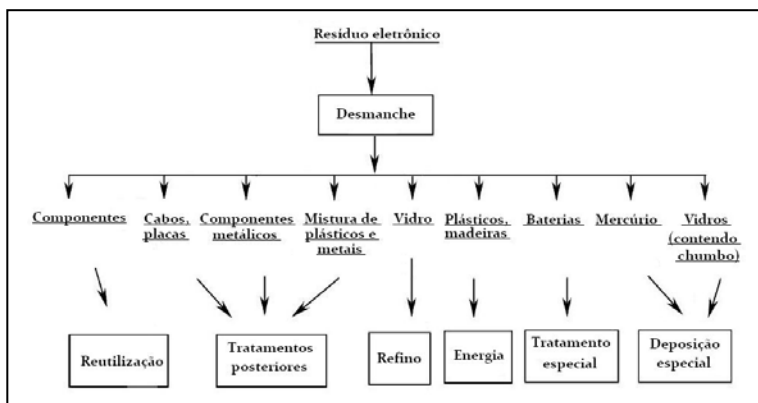 Resíduo eletrônico
Desmanche
Componentes
Cabos,
placas
Componentes
metálicos
Mistura de
plásticos e
metais
Vidro
Plásticos,
madeiras
Baterias
Mercúrio
Vidros
(contendo
chumbo)
Reutilização
Tratamentos
posteriores
Refino
Energia
Tratamento
especial
Deposição
especial